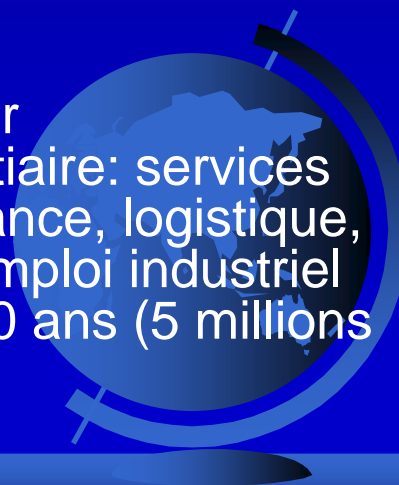 r
tiaire: services
ance, logistique,
mploi industriel
0 ans (5 millions